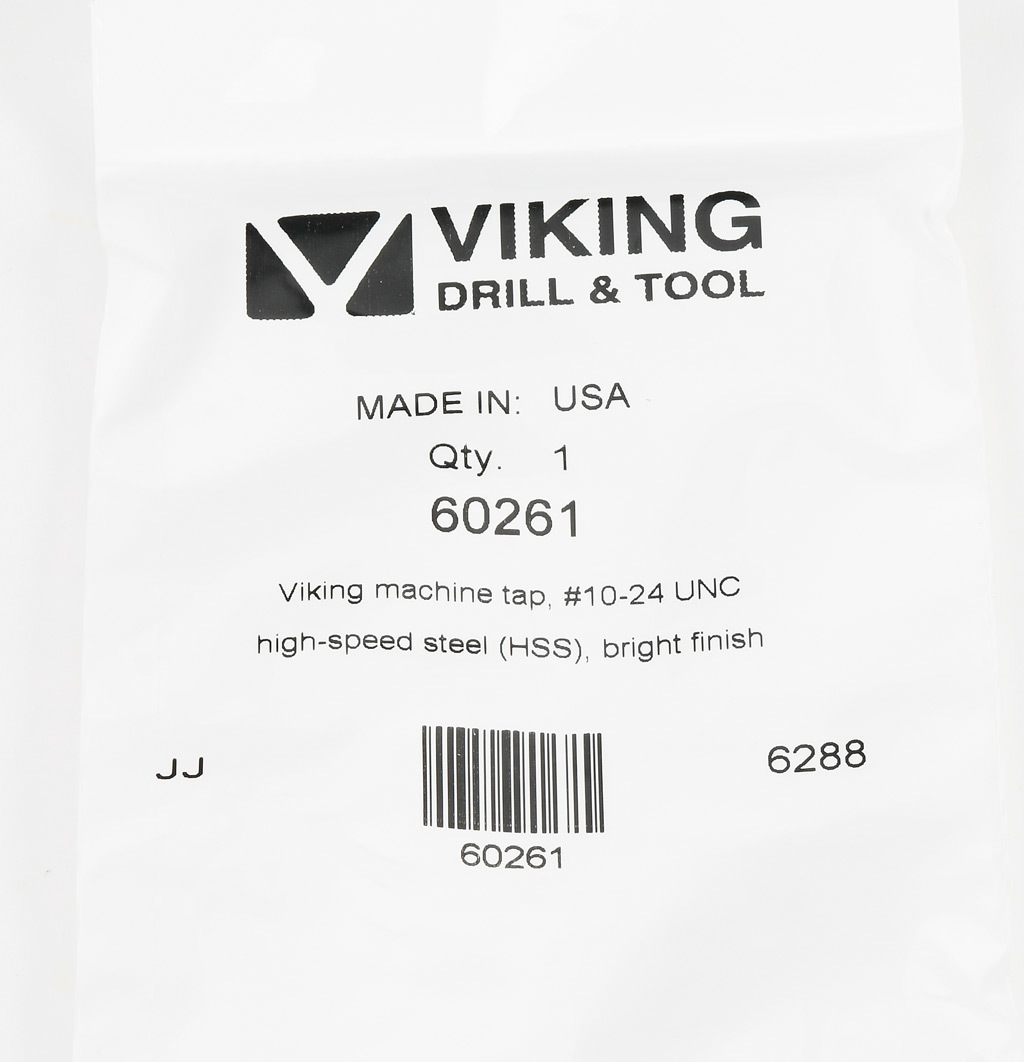 VIKING
DRILL & TOOL
MADE IN: USA
Qty. 1
60261
Viking machine tap, #10-24 UNC
high-speed steel (HSS), bright finish
JJ
6288
60261